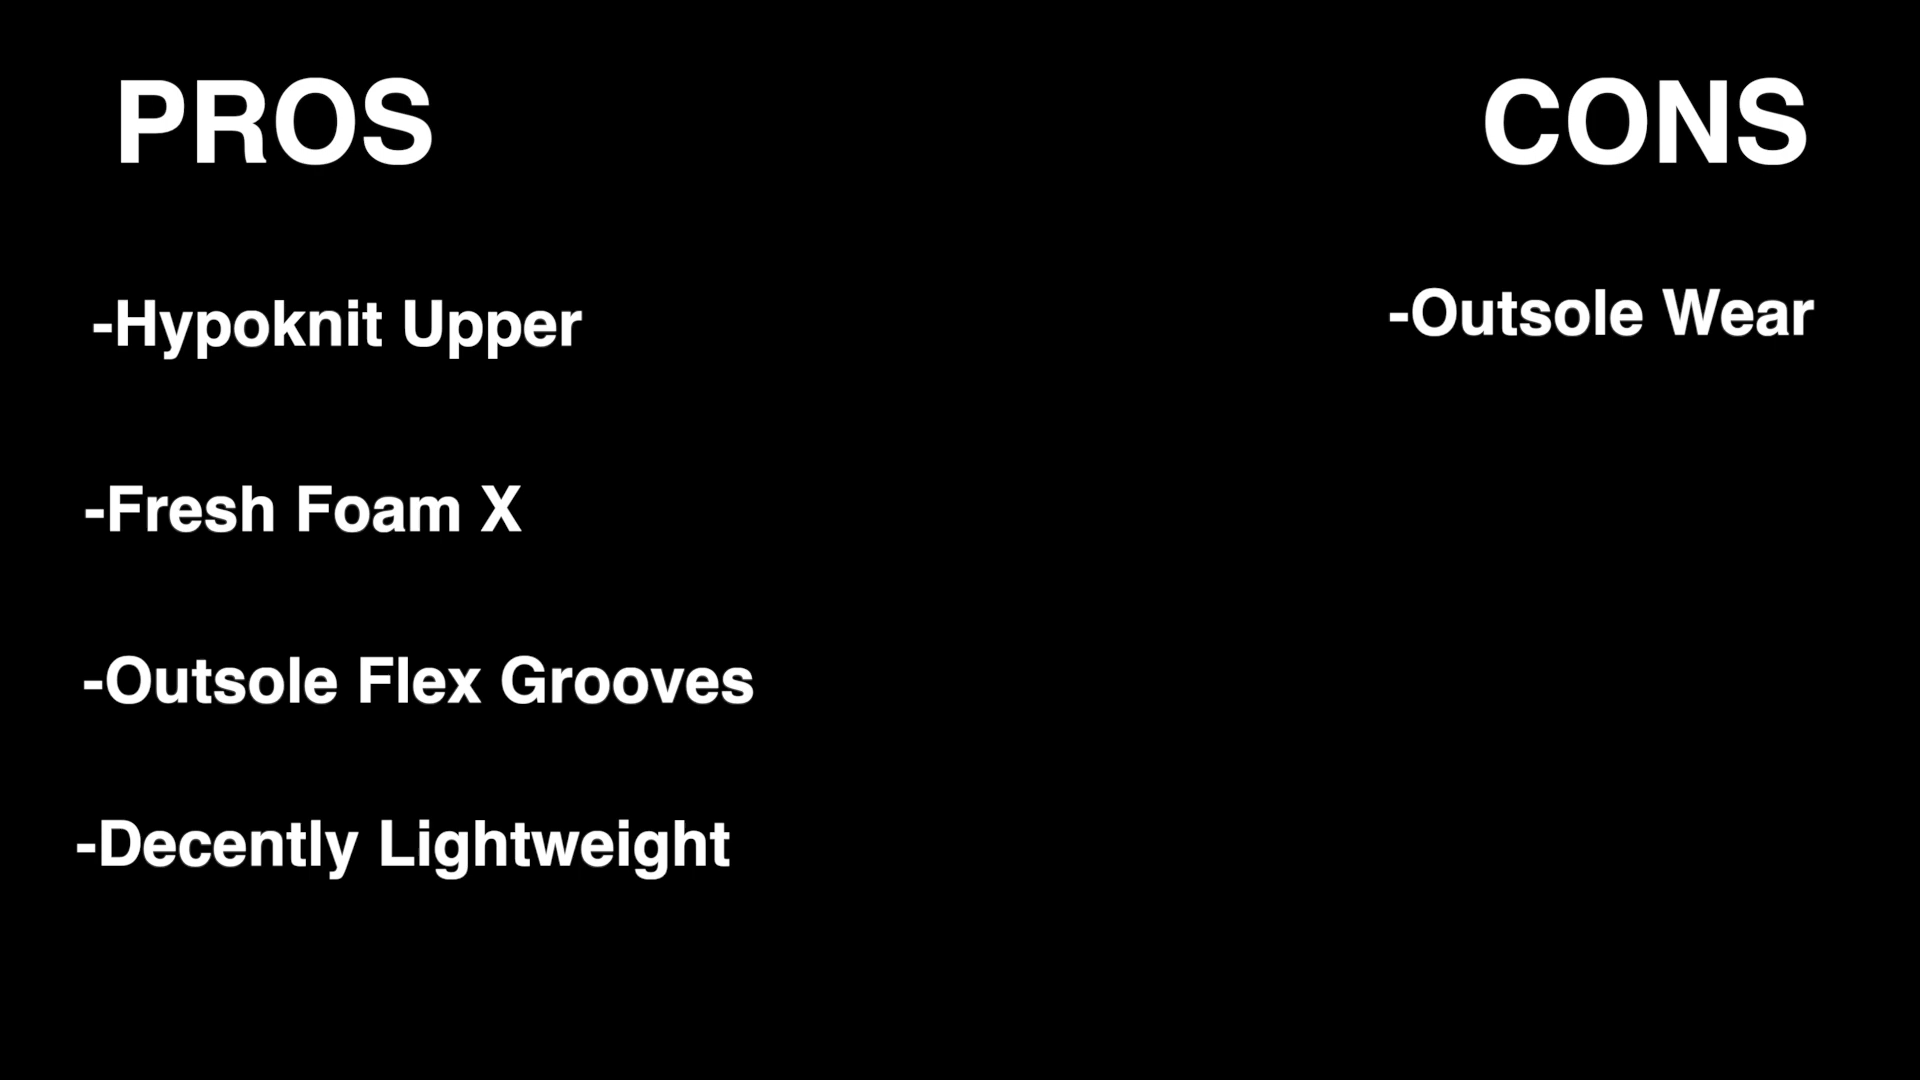 PROS
-Hypoknit Upper
-Fresh Foam X
-Outsole Flex Grooves
-Decently Lightweight
CONS
-Outsole Wear